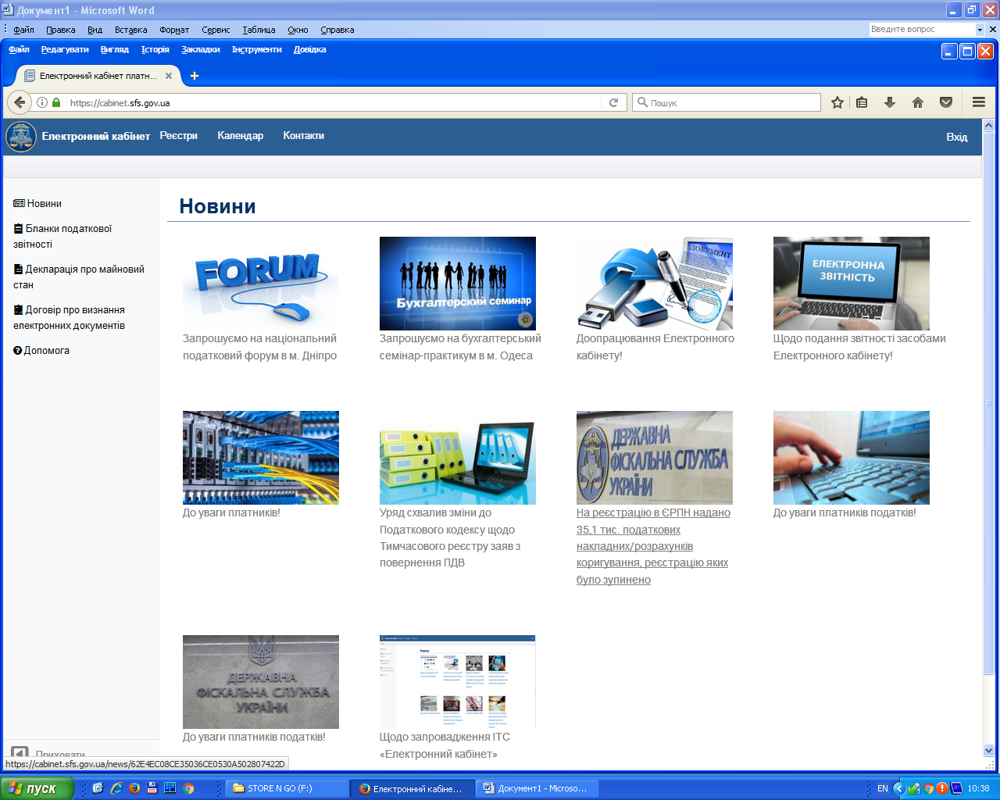 Документ1 - Microsoft Word
Файл Правка Вид Вставка Формат Сервис Таблица Окно Справка
Введите вопрос
Файл Редагувати Вигляд Історія Закладки Інструменти Довідка
Електронний кабінет платн...
https://cabinet.sfs.gov.ua
Пошук
Електронний кабінет Реєстри Календар Контакти Вхід
Новини
Бланки податкової
звітності
Декларація про майновий
стан
Договір про визнання
електронних документів
Допомога
Новини
FORUM
Бухгалтерский семинар
ДОКУМЕНТ
ЕЛЕКТРОННА
ЗВІТНІСТЬ
Запрошуємо на національний
податковий форум в м. Дніпро
Запрошуємо на бухгалтерський
семінар-практикум в м. Одеса
Доопрацювання Електронного
кабінету!
Щодо подання звітності засобами
Електронного кабінету!
ДЕРЖАВНА
ФІСКАЛЬНА СЛУЖБА
УКРАЇНИ
До уваги платників!
Уряд схвалив зміни до
Податкового кодексу щодо
Тимчасового реєстру заяв з
повернення ПДВ
На реєстрацію в ЄРПН надано
35,1 тис. податкових
накладних/розрахунків
коригування, реєстрацію яких
було зупинено
До уваги платників податків!
ДЕРЖАВНА
ФІСКАЛЬНА СЛУЖБА
УКРАЇНИ
Новини
До уваги платників податків!
Щодо запровадження ІТС
«Електронний кабінет»
Приховати
https://cabinet.sfs.gov.ua/news/62E4EC08CE35036CE0530A502807422D
пуск
STORE N GO (F:)
Електронний кабіне...
Документ1 - Microso...
EN
10:38